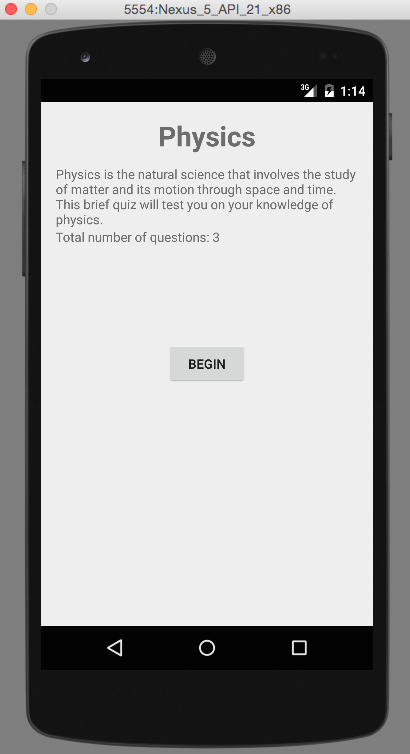 5554:Nexus_5_API_21_x86
3G 1:14
Physics
Physics is the natural science that involves the study
of matter and its motion through space and time.
This brief quiz will test you on your knowledge of
physics.
Total number of questions: 3
BEGIN